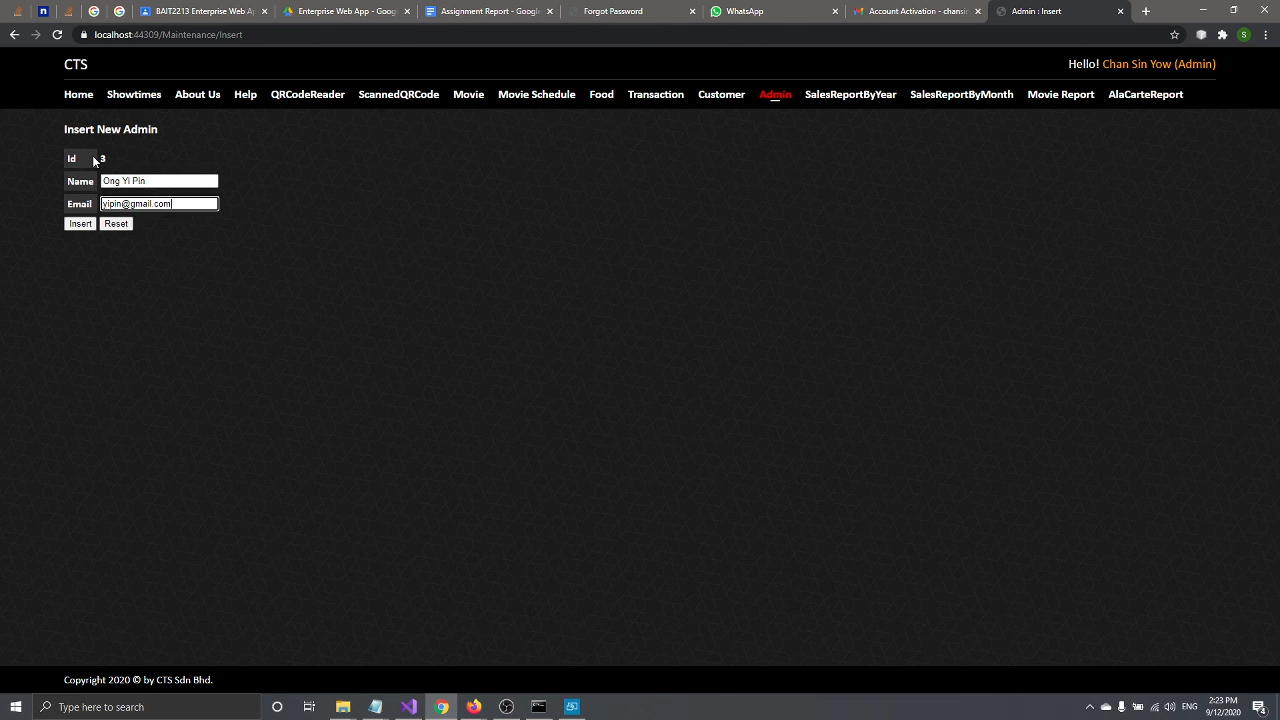 BAIT2213 Enterprise Web Ap
Enterprise Web App - Goog
Assignment Report - Google
Forgot Password
WhatsApp
Account Activation - chansin
Admin : Insert
localhost:44309/Maintenance/Insert
S
CTS
Hello! Chan Sin Yow (Admin)
Home Showtimes About Us Help QRCodeReader ScannedQRCode Movie Movie Schedule Food Transaction Customer Admin SalesReportByYear SalesReportByMonth Movie Report AlaCarteReport
Insert New Admin
Id 3
Name Ong Yi Pin
Email yipin@gmail.com
Insert Reset
Copyright 2020 © by CTS Sdn Bhd.
Type here to search
ENG
2:23 PM
9/12/2020